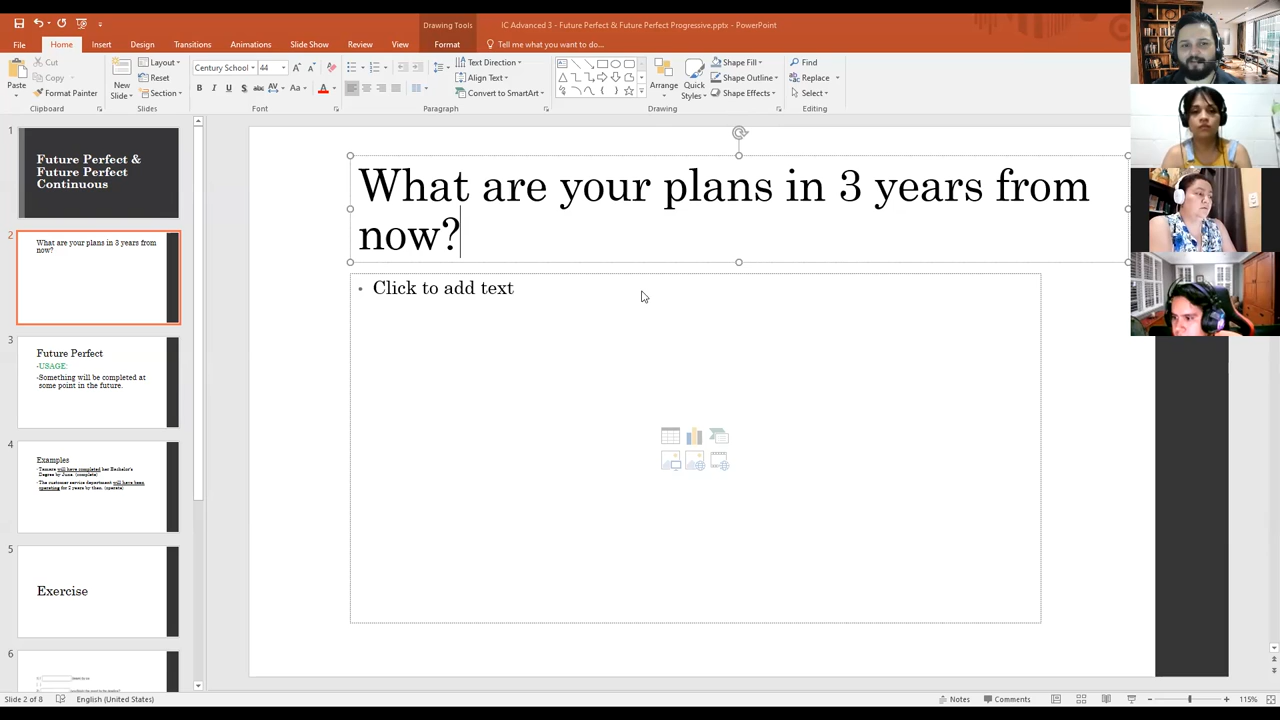 Drawing Tools
IC Advanced 3 - Future Perfect & Future Perfect Progressive.pptx - PowerPoint
File Home Insert Design Transitions Animations Slide Show Review View Format Tell me what you want to do...
Paste
Cut
Copy
Format Painter
Clipboard
New
Slide
Layout
Reset
Section
Slides
Century School 44
B I U S abc AV Aa A
Font
Text Direction
Align Text
Convert to SmartArt
Paragraph
Arrange
Quick
Styles
Shape Fill
Shape Outline
Shape Effects
Drawing
Find
Replace
Select
Editing
1
Future Perfect &
Future Perfect
Continuous
2
What are your plans in 3 years from
now?
3
Future Perfect
-USAGE:
-Something will be completed at
some point in the future.
4
Examples
will have completed her Bachelor's
Degree by June. (complete)
The customer service department will have been
operating for 2 years by then. (operate)
5
Exercise
6
What are your plans in 3 years from
now?
• Click to add text
Slide 2 of 8 English (United States) Notes Comments 115%